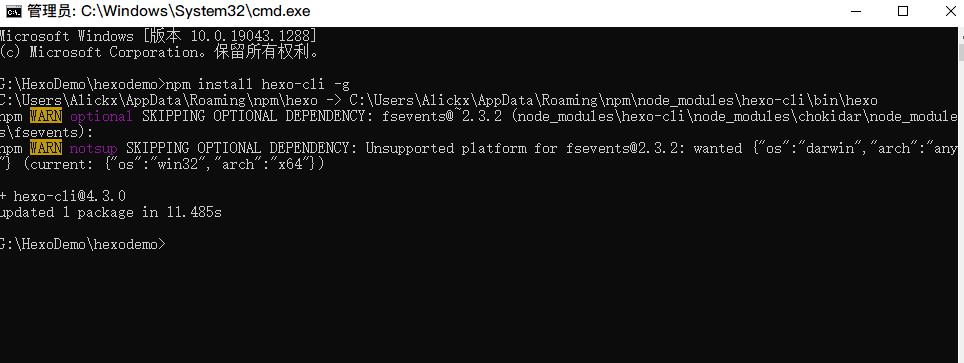 管理员: C:\Windows\System32\cmd.exe
Microsoft Windows [版本 10.0.19043.1288]
(c) Microsoft Corporation。保留所有权利。
G:\HexoDemo\hexodemo>npm install hexo-cli -g
C:\Users\Alickx\AppData\Roaming\npm\hexo -> C:\Users\Alickx\AppData\Roaming\npm\node_modules\hexo-cli\bin\hexo
npm WARN optional SKIPPING OPTIONAL DEPENDENCY: fsevents@~2.3.2 (node_modules\hexo-cli\node_modules\chokidar\node_module
s\fsevents):
npm WARN notsup SKIPPING OPTIONAL DEPENDENCY: Unsupported platform for fsevents@2.3.2: wanted {"os":"darwin","arch":"any
"} (current: {"os":"win32","arch":"x64"})
+ hexo-cli@4.3.0
updated 1 package in 11.485s
G:\HexoDemo\hexodemo>